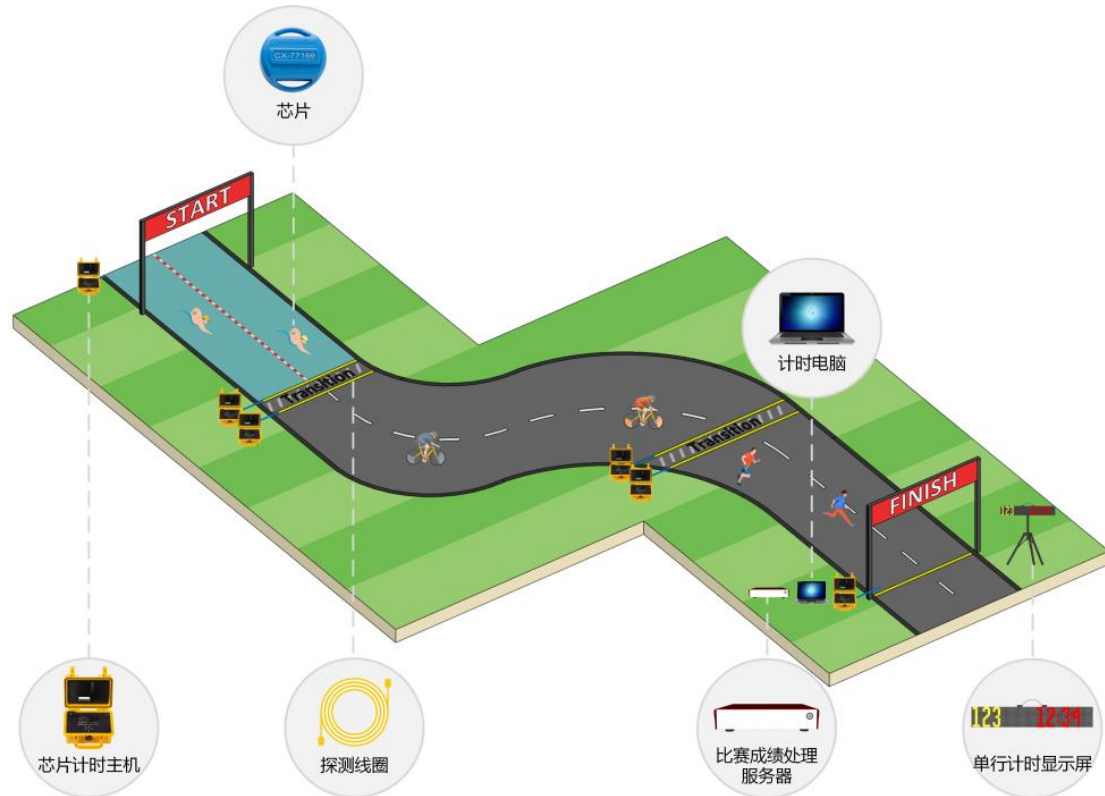 CX-77166
芯片
START
Transition
计时电脑
Transition
FINISH
123
芯片计时主机
探测线圈
比赛成绩处理
服务器
123 12:34
单行计时显示屏